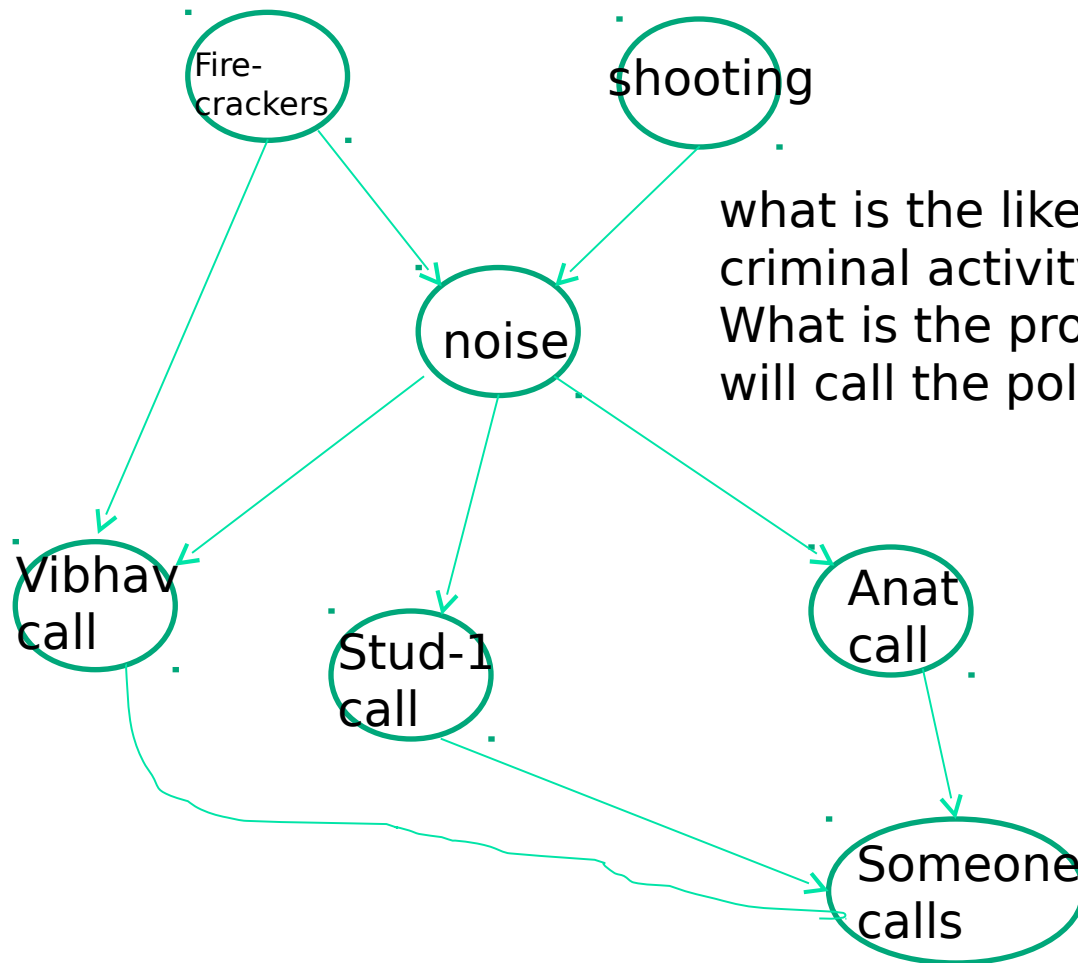 Fire-
crackers
shooting
what is the like
criminal activit
What is the pro
will call the pol
noise
Vibhav
call
Stud-1
call
Anat
call
Someone
calls